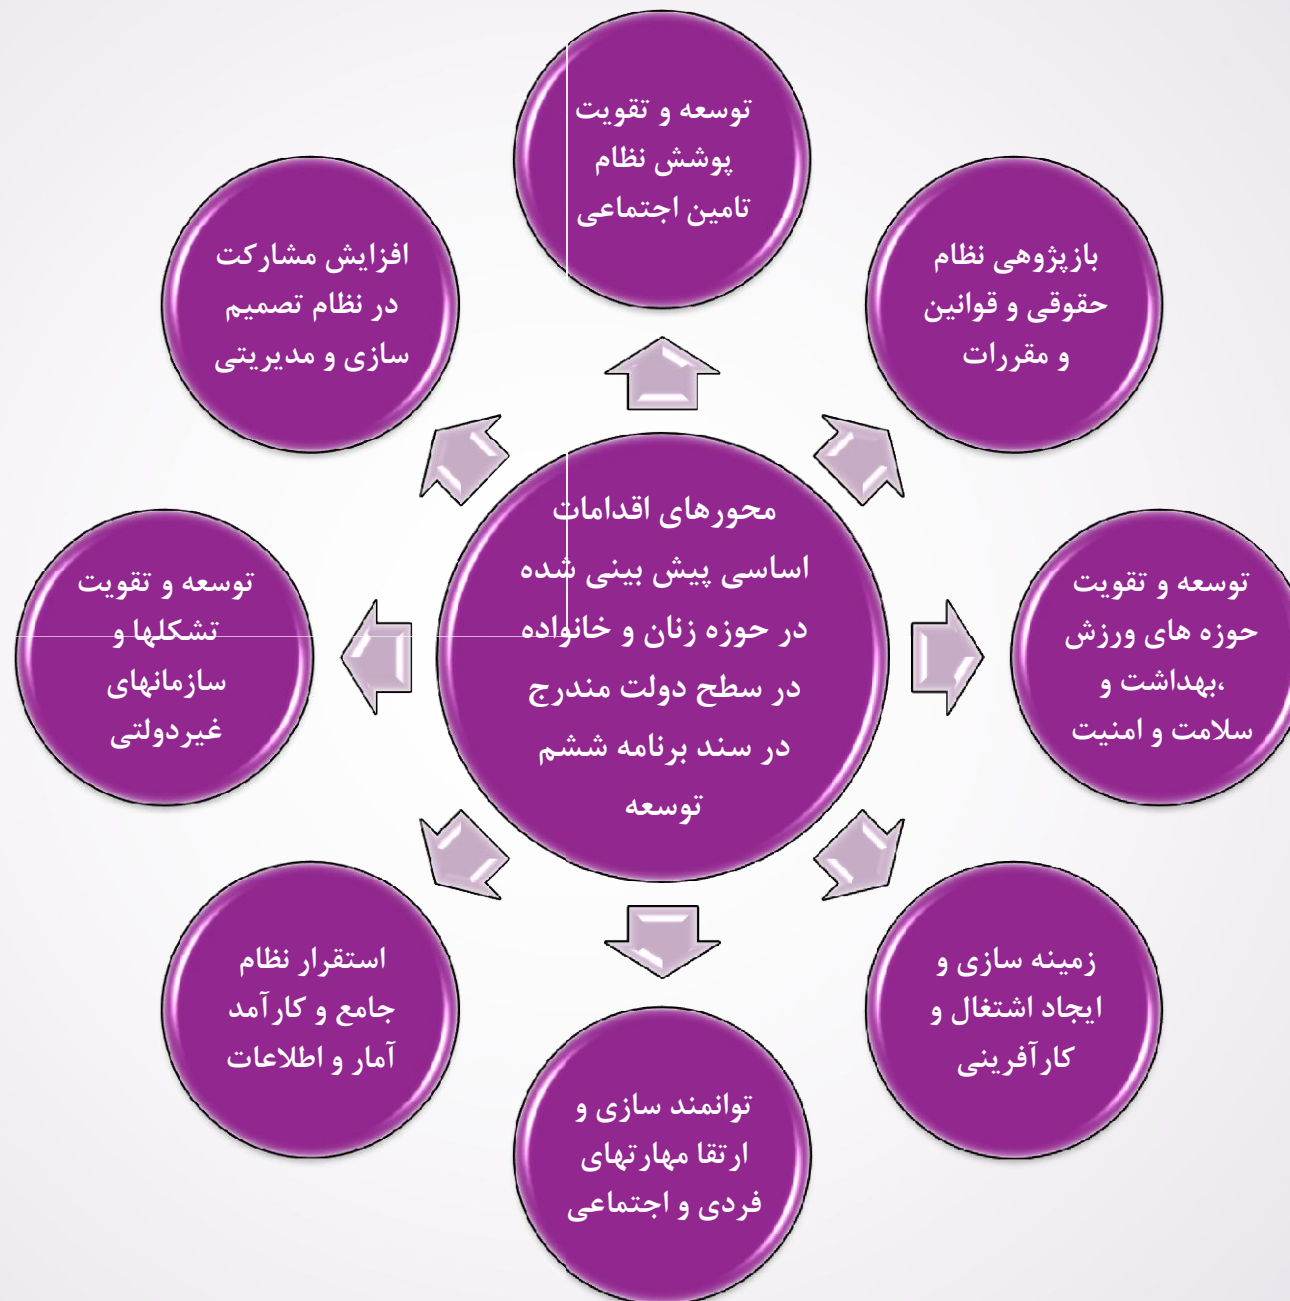 توسعه و تقویت
پوشش نظام
تامین اجتماعی
بازپژوهی نظام
حقوقی و قوانین
و مقررات
توسعه و تقویت
حوزه های ورزش
،بهداشت و
سلامت و امنیت
زمینه سازی و
ایجاد اشتغال و
کارآفرینی
توانمند سازی و
ارتقا مهارتهای
فردی و اجتماعی
استقرار نظام
جامع و کارآمد
آمار و اطلاعات
توسعه و تقویت
تشکلها و
سازمانهای
غیردولتی
افزایش مشارکت
در نظام تصمیم
سازی و مدیریتی
محورهای اقدامات
اساسی پیش بینی شده
در حوزه زنان و خانواده
در سطح دولت مندرج
در سند برنامه ششم
توسعه